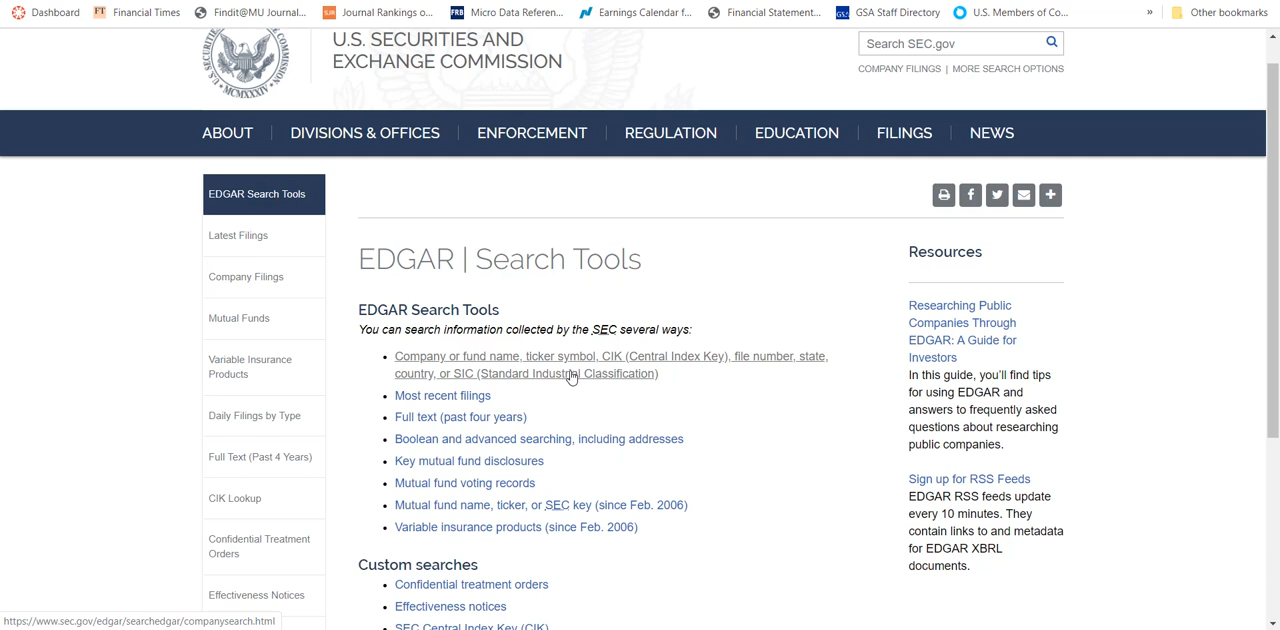 Dashboard
FT Financial Times
Findit@MU Journal...
SJR Journal Rankings o...
FRB Micro Data Referen...
Earnings Calendar f...
Financial Statement...
GSA GSA Staff Directory
U.S. Members of Co...
»
Other bookmarks
MCMXXXIV
U.S. SECURITIES AND
EXCHANGE COMMISSION
Search SEC.gov
COMPANY FILINGS | MORE SEARCH OPTIONS
ABOUT
DIVISIONS & OFFICES
ENFORCEMENT
REGULATION
EDUCATION
FILINGS
NEWS
EDGAR Search Tools
Latest Filings
Company Filings
Mutual Funds
Variable Insurance
Products
Daily Filings by Type
Full Text (Past 4 Years)
CIK Lookup
Confidential Treatment
Orders
Effectiveness Notices
EDGAR | Search Tools
EDGAR Search Tools
You can search information collected by the SEC several ways:
• Company or fund name, ticker symbol, CIK (Central Index Key), file number, state,
country, or SIC (Standard Industrial Classification)
• Most recent filings
• Full text (past four years)
• Boolean and advanced searching, including addresses
• Key mutual fund disclosures
• Mutual fund voting records
• Mutual fund name, ticker, or SEC key (since Feb. 2006)
• Variable insurance products (since Feb. 2006)
Custom searches
• Confidential treatment orders
• Effectiveness notices
• SEC Central Index Key (CIK)
Resources
Researching Public
Companies Through
EDGAR: A Guide for
Investors
In this guide, you'll find tips
for using EDGAR and
answers to frequently asked
questions about researching
public companies.
Sign up for RSS Feeds
EDGAR RSS feeds update
every 10 minutes. They
contain links to and metadata
for EDGAR XBRL
documents.
https://www.sec.gov/edgar/searchedgar/companysearch.html